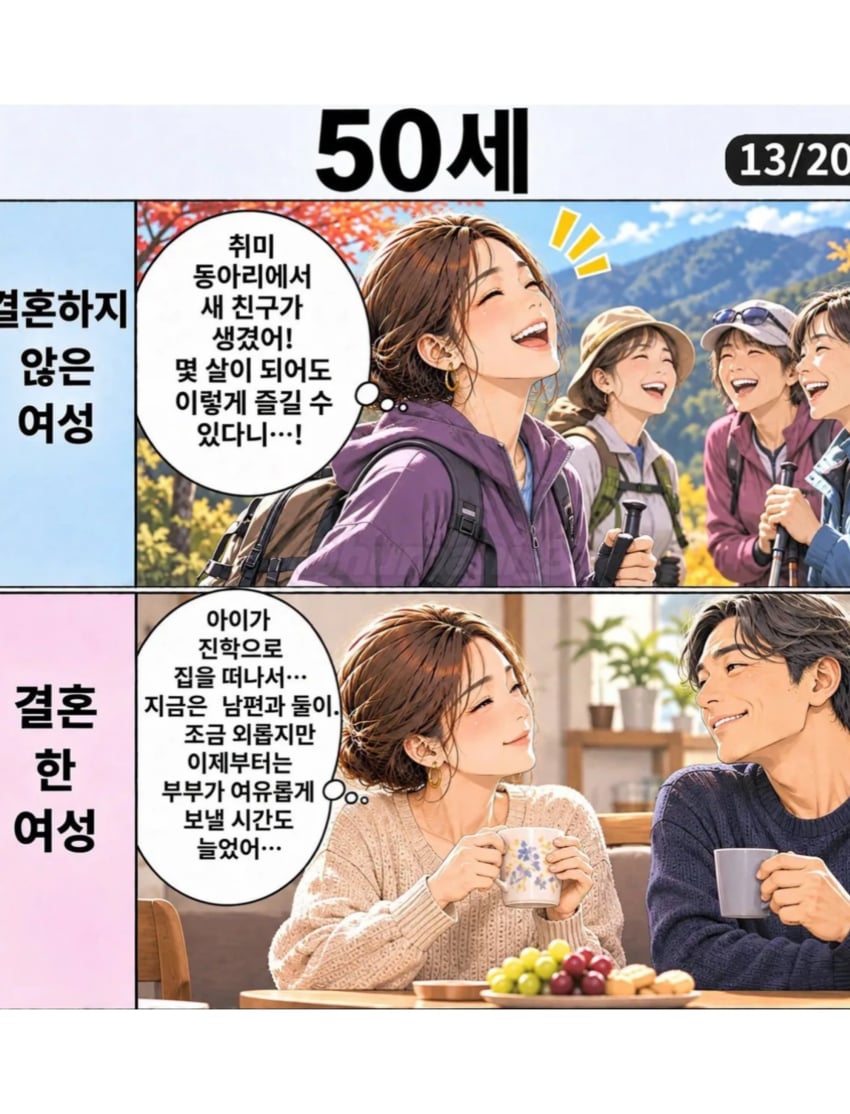 50세
13/20
결혼하지
않은
여성
취미
동아리에서
새 친구가
생겼어!
몇 살이 되어도
이렇게 즐길 수
있다니…!
결혼
한
여성
아이가
진학으로
집을 떠나서…
지금은 남편과 둘이.
조금 외롭지만
이제부터는
부부가 여유롭게
보낼 시간도
늘었어…